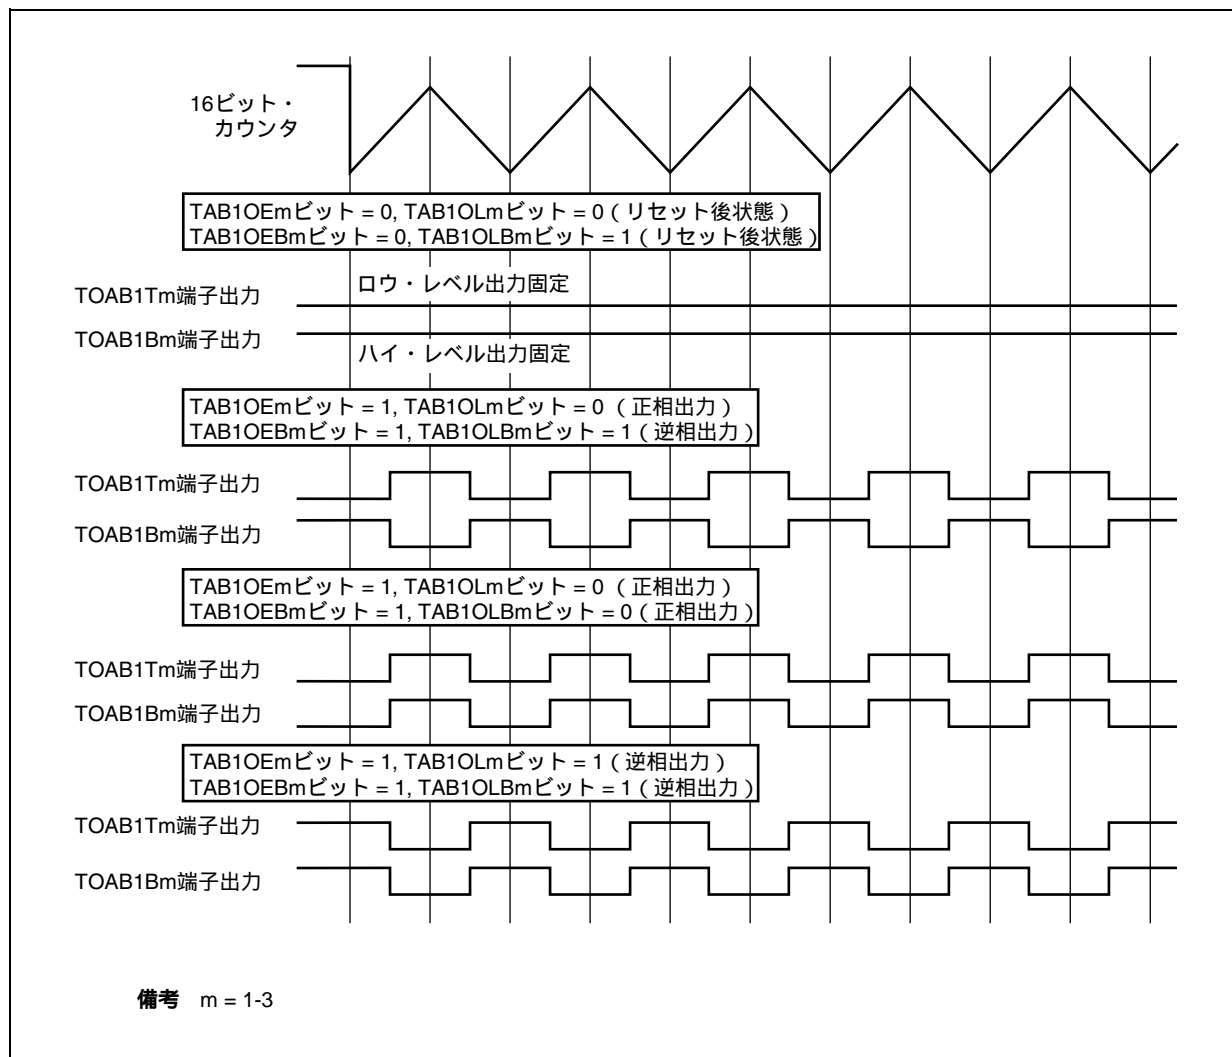 16ビット・
カウンタ
TAB1OEmビット = 0, TAB1OLmビット = 0 ( リセット後状態 )
TAB1OEBmビット = 0, TAB1OLBmビット = 1 ( リセット後状態 )
TOAB1Tm端子出力
ロウ・レベル出力固定
TOAB1Bm端子出力
ハイ・レベル出力固定
TAB1OEmビット = 1, TAB1OLmビット = 0 ( 正相出力 )
TAB1OEBmビット = 1, TAB1OLBmビット = 1 ( 逆相出力 )
TOAB1Tm端子出力
TOAB1Bm端子出力
TAB1OEmビット = 1, TAB1OLmビット = 0 ( 正相出力 )
TAB1OEBmビット = 1, TAB1OLBmビット = 0 ( 正相出力 )
TOAB1Tm端子出力
TOAB1Bm端子出力
TAB1OEmビット = 1, TAB1OLmビット = 1 ( 逆相出力 )
TAB1OEBmビット = 1, TAB1OLBmビット = 1 ( 逆相出力 )
TOAB1Tm端子出力
TOAB1Bm端子出力
備考 m = 1-3